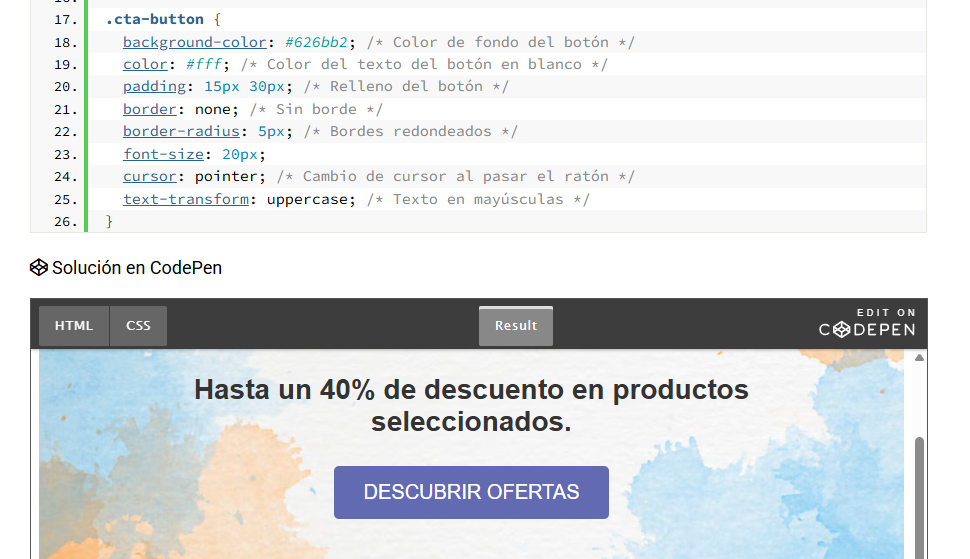 17. .cta-button {
18. background-color: #626bb2; /* Color de fondo del botón */
19. color: #fff; /* Color del texto del botón en blanco */
20. padding: 15px 30px; /* Relleno del botón */
21. border: none; /* Sin borde */
22. border-radius: 5px; /* Bordes redondeados */
23. font-size: 20px;
24. cursor: pointer; /* Cambio de cursor al pasar el ratón */
25. text-transform: uppercase; /* Texto en mayúsculas */
26. }
Solución en CodePen
HTML CSS Result EDIT ON
CODEPEN
Hasta un 40% de descuento en productos
seleccionados.
DESCUBRIR OFERTAS